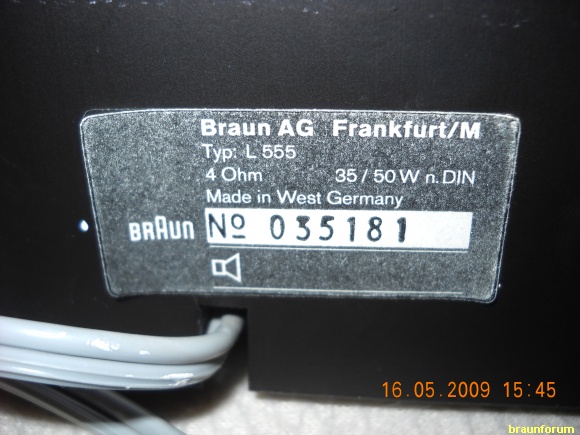 Braun AG Frankfurt/M
Typ: L 555
4 Ohm 35 / 50 W n. DIN
Made in West Germany
BRAUN Nº 035181
16.05.2009 15:45
braunforum